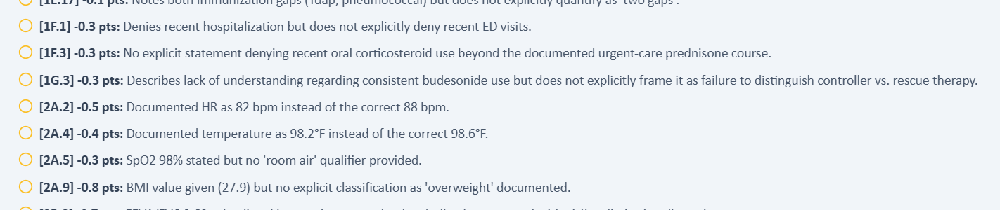 [1E.17] -0.1 pts: Notes both immunization gaps (Tdap, pneumococcal) but does not explicitly quantify as 'two gaps'.
[1F.1] -0.3 pts: Denies recent hospitalization but does not explicitly deny recent ED visits.
[1F.3] -0.3 pts: No explicit statement denying recent oral corticosteroid use beyond the documented urgent-care prednisone course.
[1G.3] -0.3 pts: Describes lack of understanding regarding consistent budesonide use but does not explicitly frame it as failure to distinguish controller vs. rescue therapy.
[2A.2] -0.5 pts: Documented HR as 82 bpm instead of the correct 88 bpm.
[2A.4] -0.4 pts: Documented temperature as 98.2°F instead of the correct 98.6°F.
[2A.5] -0.3 pts: SpO2 98% stated but no 'room air' qualifier provided.
[2A.9] -0.8 pts: BMI value given (27.9) but no explicit classification as 'overweight' documented.